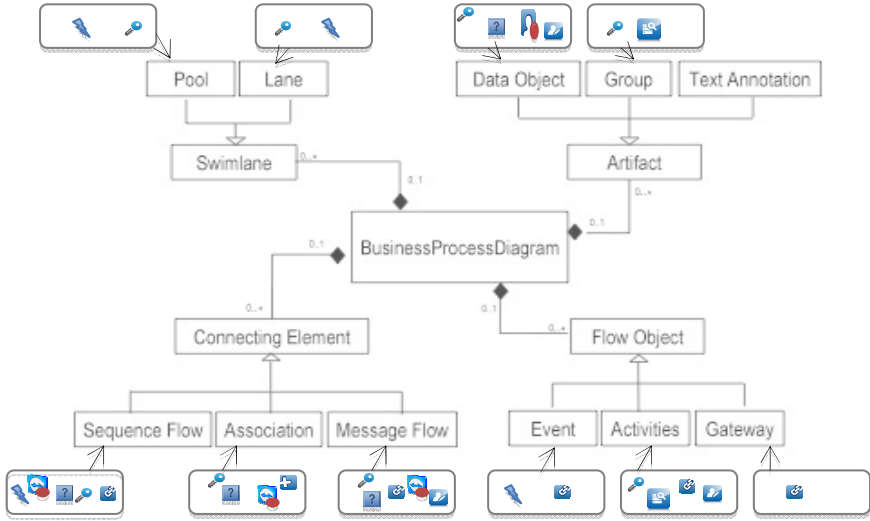 Pool Lane Data Object Group Text Annotation
Swimlane 0..* Artifact
0..1 0..*
0..1
BusinessProcessDiagram
0..1
0..* 0..1
Connecting Element 0..* Flow Object
Sequence Flow Association Message Flow Event Activities Gateway